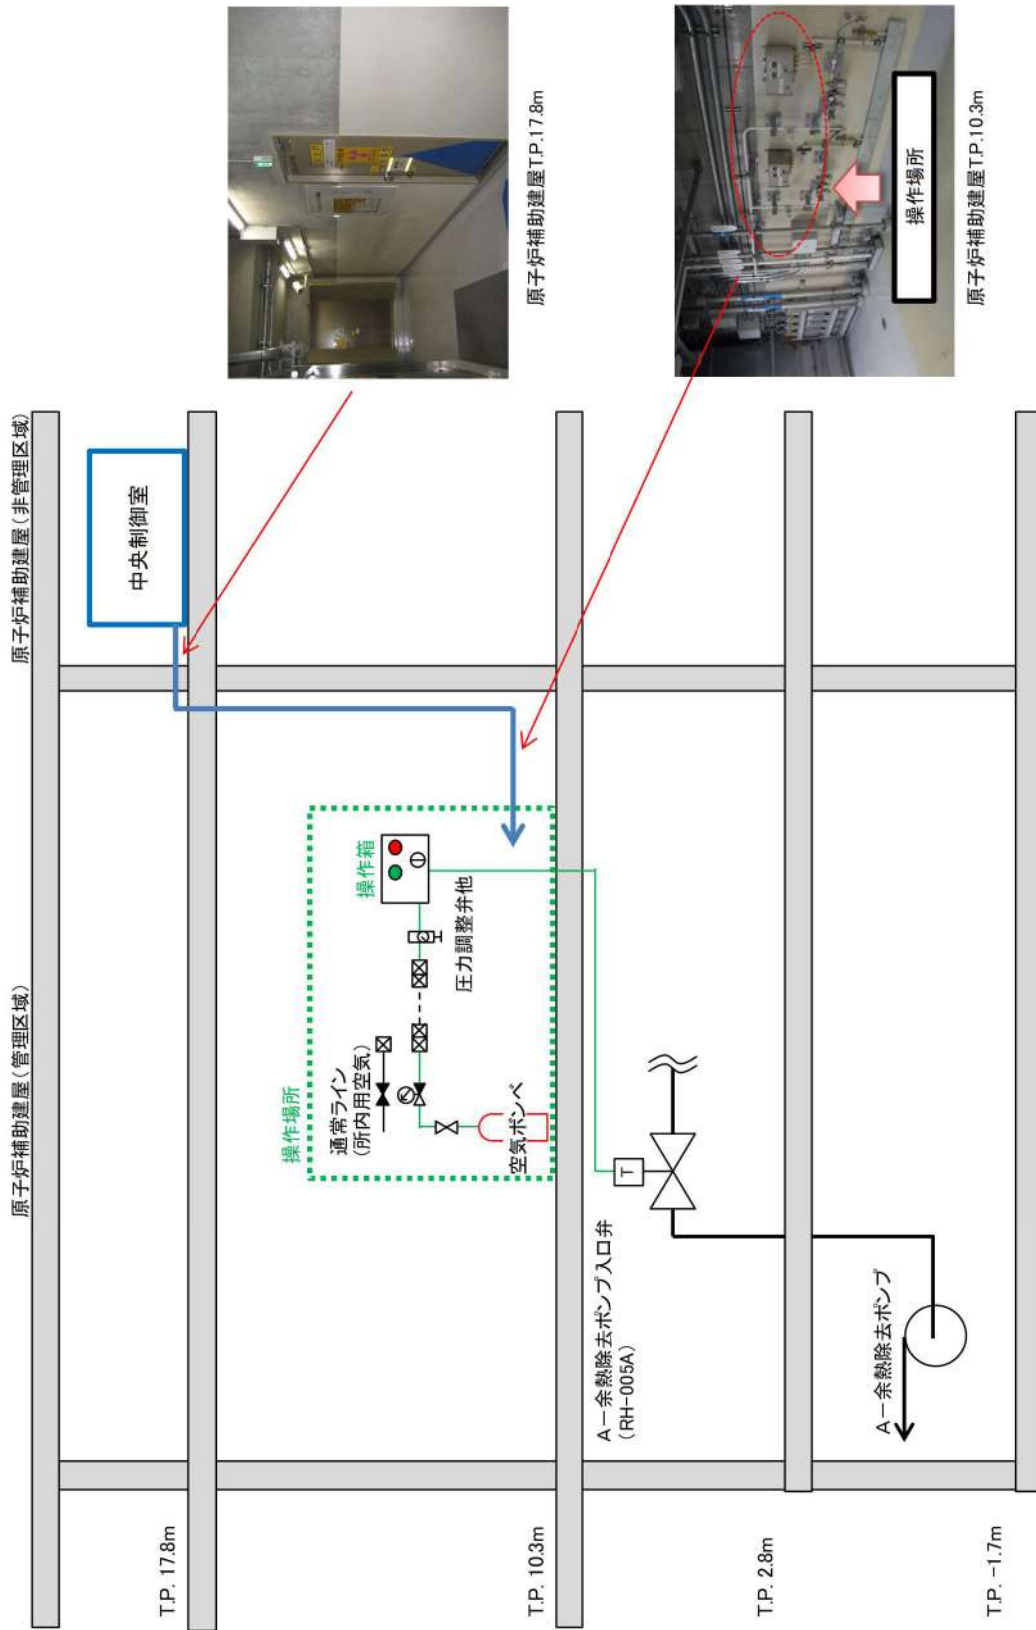 原子炉補助建屋(管理区域)
原子炉補助建屋(非管理区域)
中央制御室
T.P. 17.8m
原子炉補助建屋T.P.17.8m
操作場所
通常ライン
(所内用空気)
操作箱
圧力調整弁他
空気ボンベ
T.P. 10.3m
操作場所
原子炉補助建屋T.P.10.3m
A-余熱除去ポンプ入口弁
(RH-005A)
T
T.P. 2.8m
A-余熱除去ポンプ
T.P. -1.7m